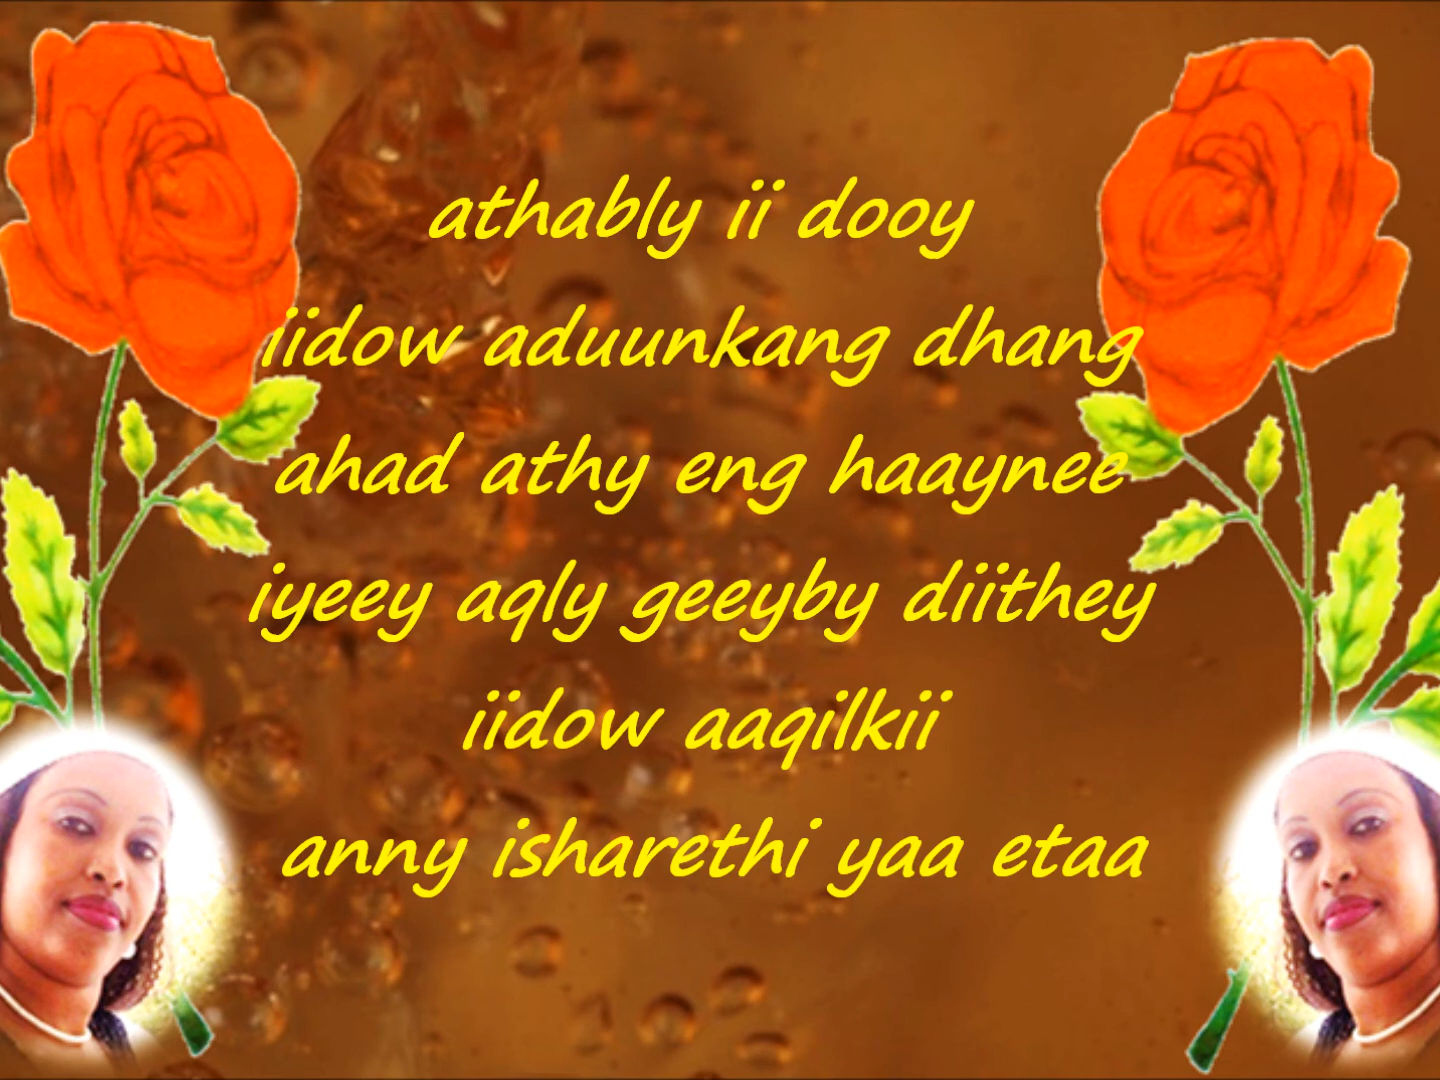 athably ii dooy
iidow aduunkang dhang
ahad athy eng haaynee
iyeey aqly geeyby diithey
iidow aaqilkii
anny isharethi yaa etaa